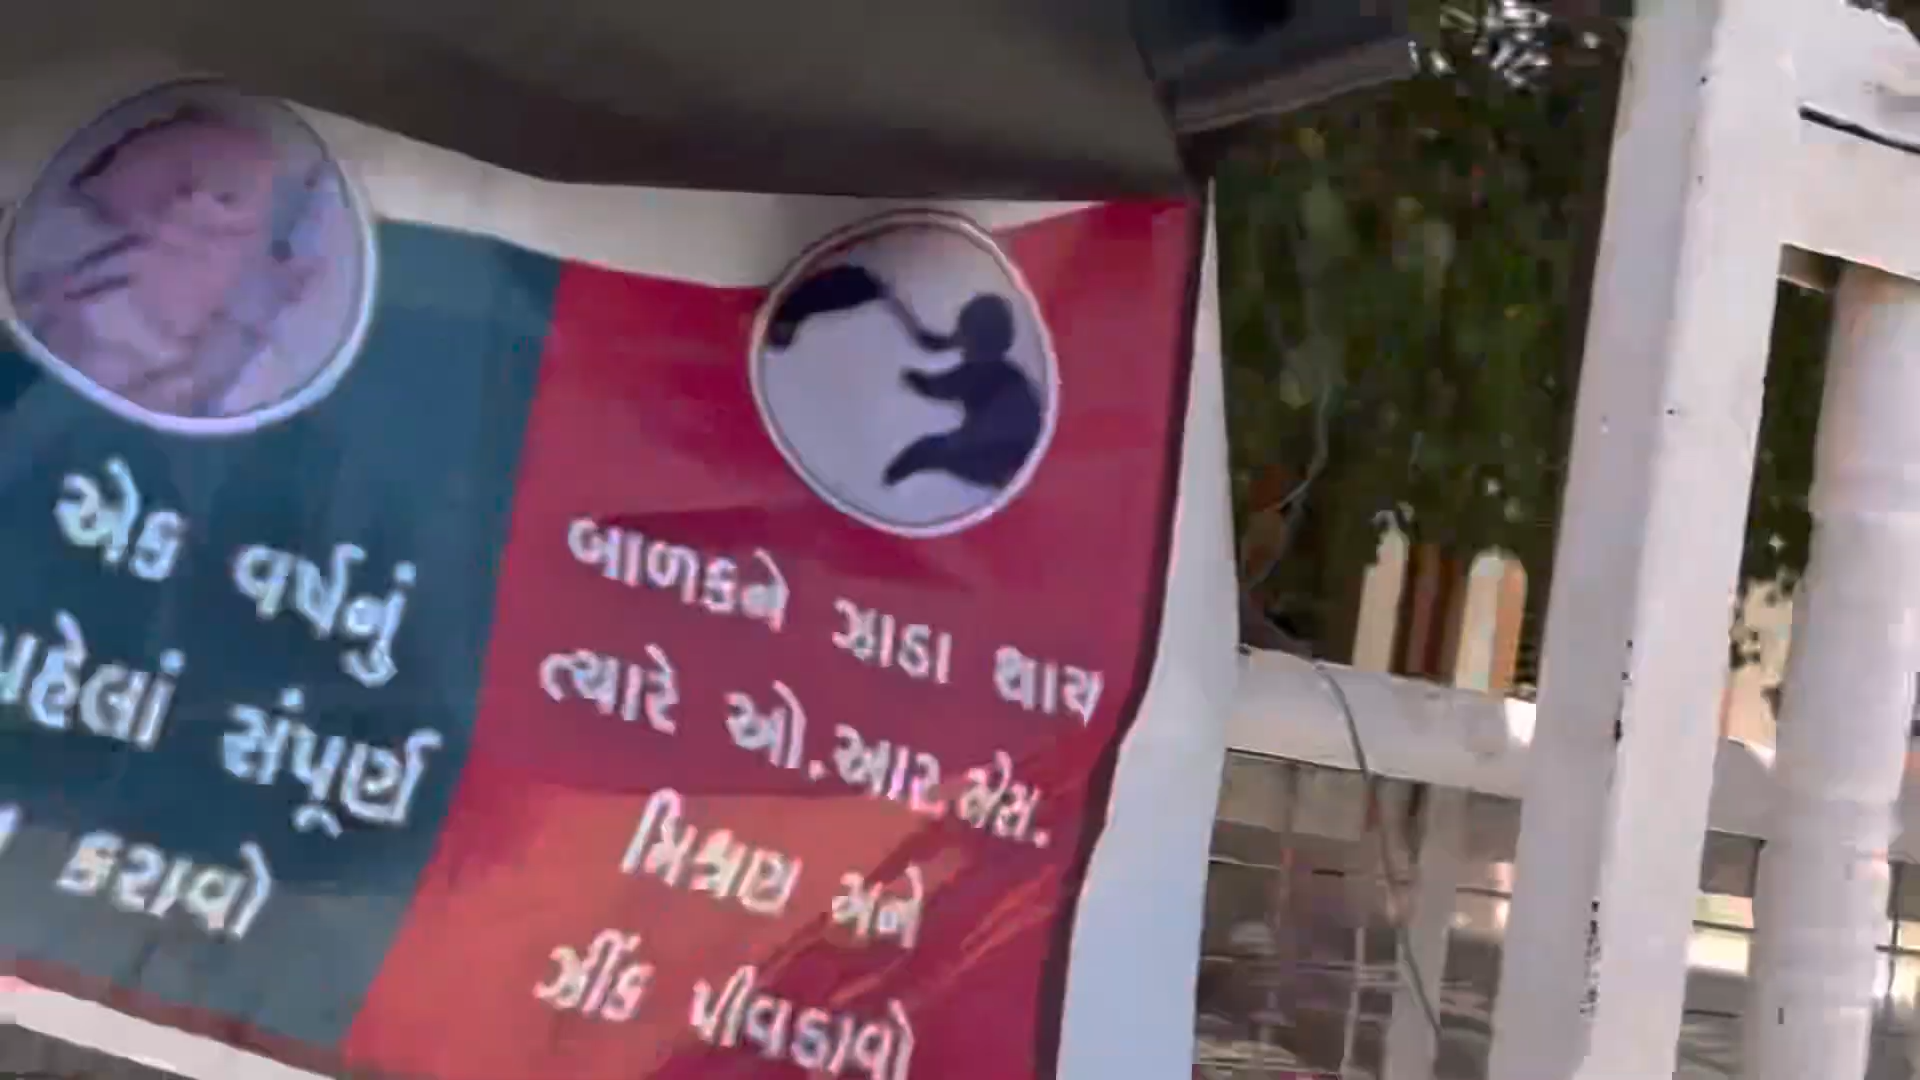 એક વર્ષનું
પહેલાં સંપૂર્ણ
કરાવો
બાળકને ઝાડા થાય
ત્યારે ઓ.આર.એસ.
મિશ્રણ અને
ઝીંક પીવડાવો